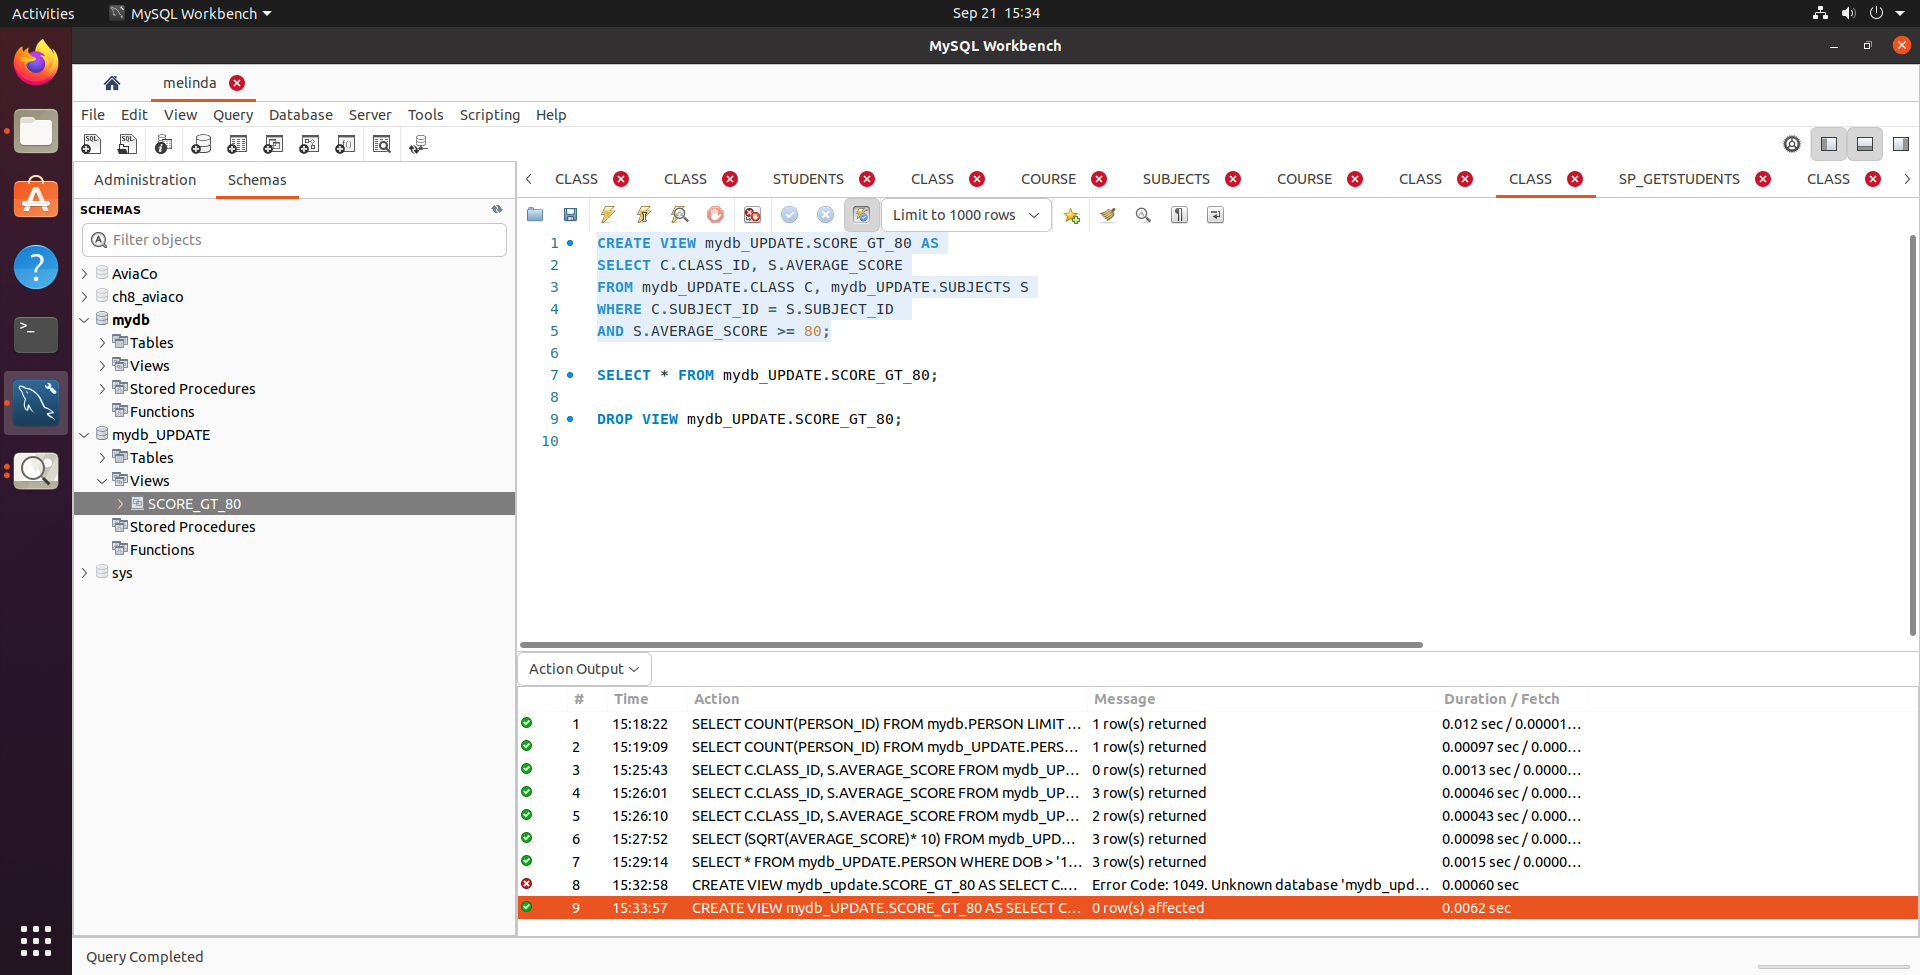 Activities MySQL Workbench Sep 21 15:34
MySQL Workbench
melinda
File Edit View Query Database Server Tools Scripting Help
Administration Schemas
SCHEMAS
Filter objects
AviaCo
ch8_aviaco
mydb
Tables
Views
Stored Procedures
Functions
mydb_UPDATE
Tables
Views
SCORE_GT_80
Stored Procedures
Functions
sys
CLASS CLASS STUDENTS CLASS COURSE SUBJECTS COURSE CLASS CLASS SP_GETSTUDENTS CLASS
Limit to 1000 rows
1 CREATE VIEW mydb_UPDATE.SCORE_GT_80 AS
2 SELECT C.CLASS_ID, S.AVERAGE_SCORE
3 FROM mydb_UPDATE.CLASS C, mydb_UPDATE.SUBJECTS S
4 WHERE C.SUBJECT_ID = S.SUBJECT_ID
5 AND S.AVERAGE_SCORE >= 80;
6
7 SELECT * FROM mydb_UPDATE.SCORE_GT_80;
8
9 DROP VIEW mydb_UPDATE.SCORE_GT_80;
10
Action Output
# Time Action Message Duration / Fetch
1 15:18:22 SELECT COUNT(PERSON_ID) FROM mydb.PERSON LIMIT ... 1 row(s) returned 0.012 sec / 0.00001...
2 15:19:09 SELECT COUNT(PERSON_ID) FROM mydb_UPDATE.PERS... 1 row(s) returned 0.00097 sec / 0.000...
3 15:25:43 SELECT C.CLASS_ID, S.AVERAGE_SCORE FROM mydb_UP... 0 row(s) returned 0.0013 sec / 0.0000...
4 15:26:01 SELECT C.CLASS_ID, S.AVERAGE_SCORE FROM mydb_UP... 3 row(s) returned 0.00046 sec / 0.000...
5 15:26:10 SELECT C.CLASS_ID, S.AVERAGE_SCORE FROM mydb_UP... 2 row(s) returned 0.00043 sec / 0.000...
6 15:27:52 SELECT (SQRT(AVERAGE_SCORE)* 10) FROM mydb_UPD... 3 row(s) returned 0.00098 sec / 0.000...
7 15:29:14 SELECT * FROM mydb_UPDATE.PERSON WHERE DOB > '1... 3 row(s) returned 0.0015 sec / 0.0000...
8 15:32:58 CREATE VIEW mydb_update.SCORE_GT_80 AS SELECT C.... Error Code: 1049. Unknown database 'mydb_upd... 0.00060 sec
9 15:33:57 CREATE VIEW mydb_UPDATE.SCORE_GT_80 AS SELECT C... 0 row(s) affected 0.0062 sec
Query Completed